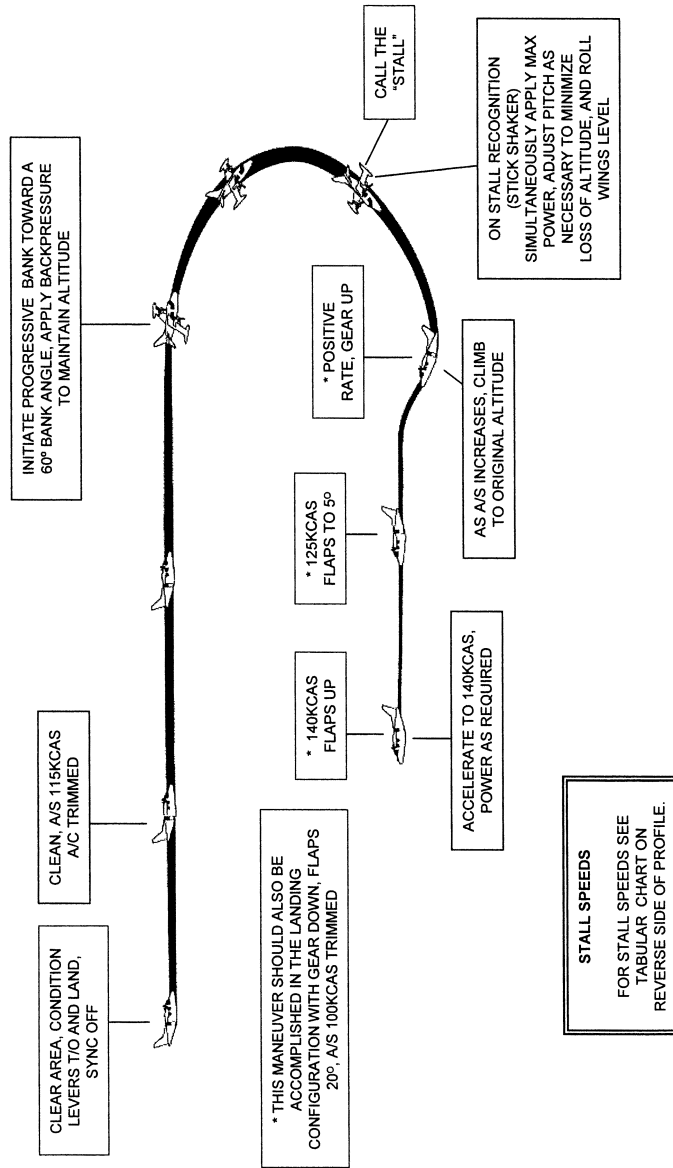 CLEAR AREA, CONDITION
LEVERS T/O AND LAND,
SYNC OFF
CLEAN, A/S 115KCAS
A/C TRIMMED
INITIATE PROGRESSIVE BANK TOWARD A
60° BANK ANGLE, APPLY BACKPRESSURE
TO MAINTAIN ALTITUDE
CALL THE
"STALL"
ON STALL RECOGNITION
(STICK SHAKER)
SIMULTANEOUSLY APPLY MAX
POWER, ADJUST PITCH AS
NECESSARY TO MINIMIZE
LOSS OF ALTITUDE, AND ROLL
WINGS LEVEL
* POSITIVE
RATE, GEAR UP
AS A/S INCREASES, CLIMB
TO ORIGINAL ALTITUDE
* 125KCAS
FLAPS TO 5°
* 140KCAS
FLAPS UP
ACCELERATE TO 140KCAS,
POWER AS REQUIRED
* THIS MANEUVER SHOULD ALSO BE
ACCOMPLISHED IN THE LANDING
CONFIGURATION WITH GEAR DOWN, FLAPS
20°, A/S 100KCAS TRIMMED
STALL SPEEDS
FOR STALL SPEEDS SEE
TABULAR CHART ON
REVERSE SIDE OF PROFILE.